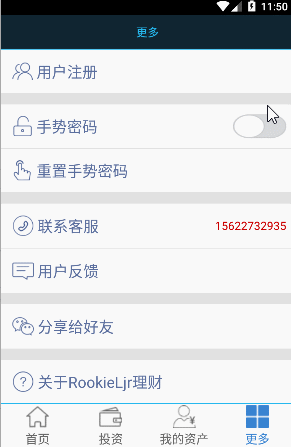 11:50
更多
用户注册
手势密码
重置手势密码
联系客服 15622732935
用户反馈
分享给好友
关于RookieLjr理财
首页 投资 我的资产 更多